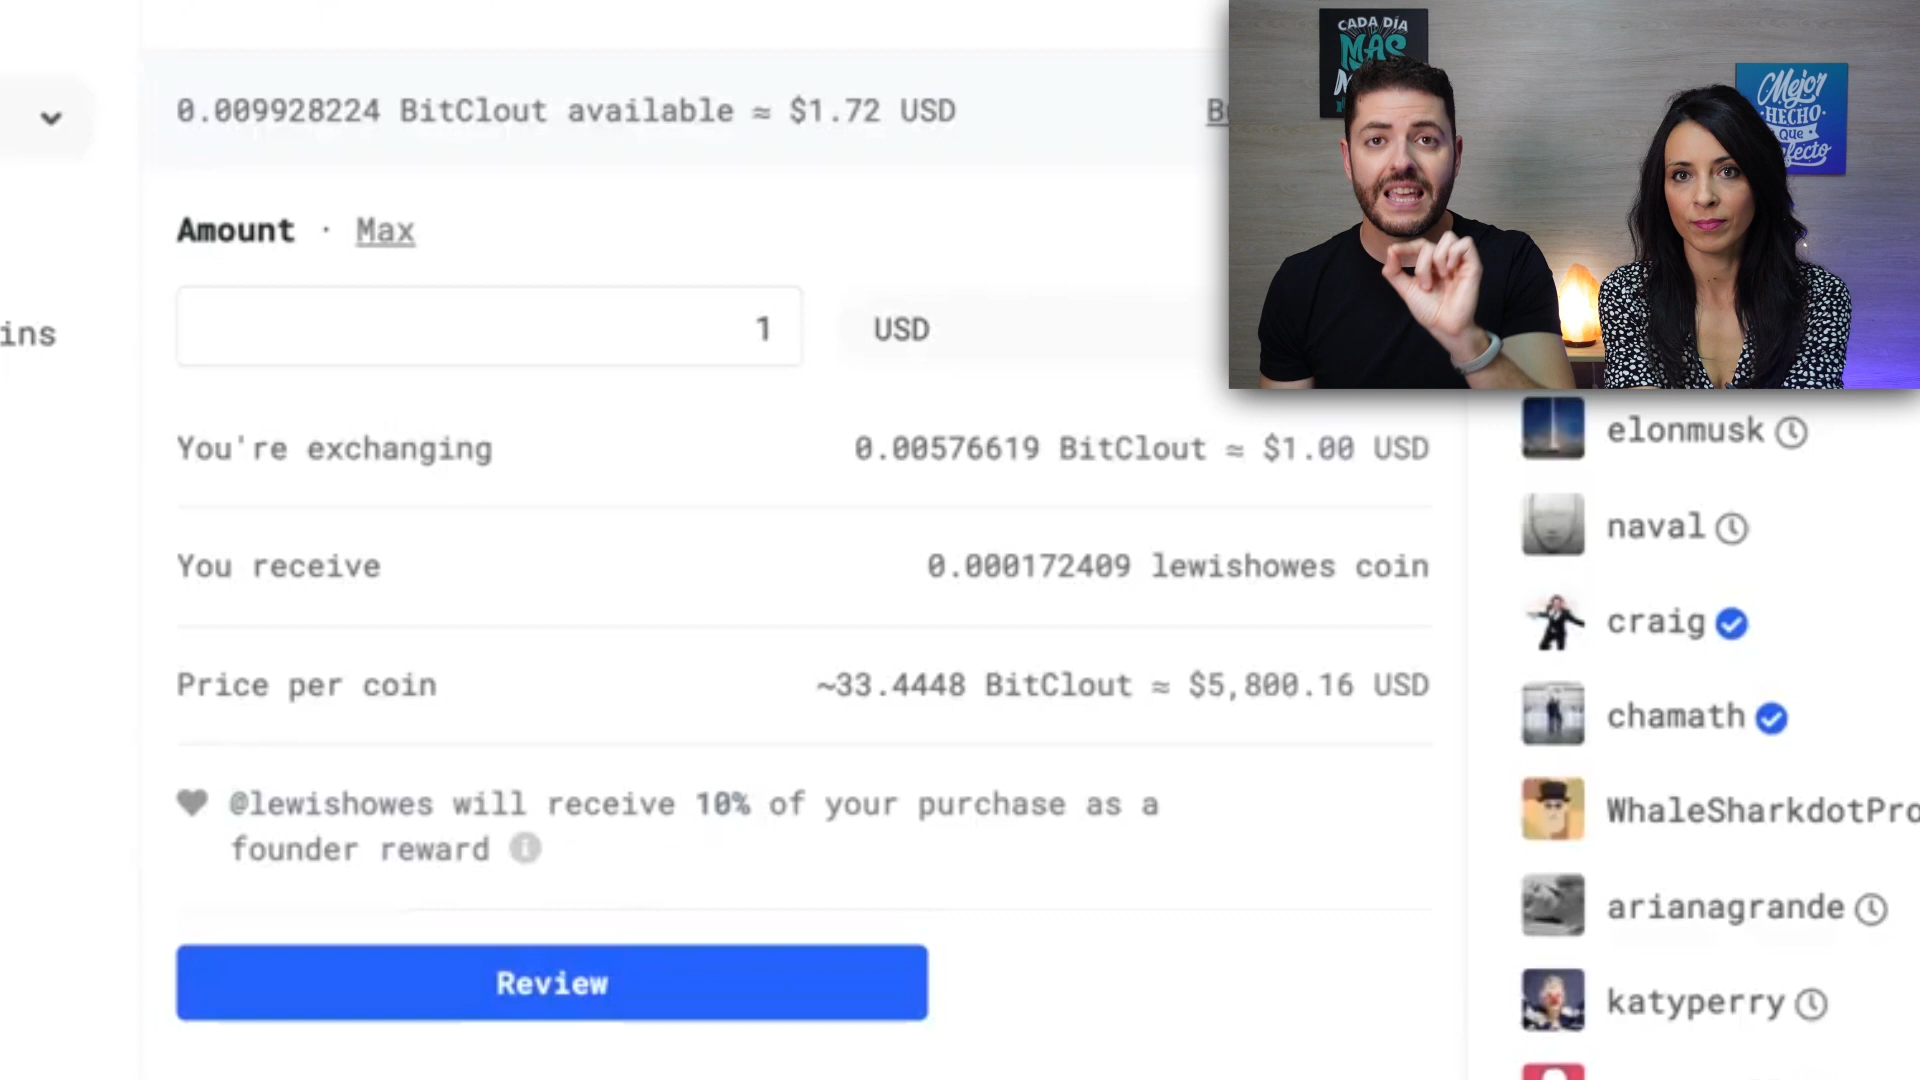 0.009928224 BitClout available ≈ $1.72 USD
Amount · Max
1
USD
ins
You're exchanging
0.00576619 BitClout ≈ $1.00 USD
You receive
0.000172409 lewishowes coin
Price per coin
~33.4448 BitClout ≈ $5,800.16 USD
@lewishowes will receive 10% of your purchase as a
founder reward
Review
CADA DÍA
MÁS
Mejor
HECHO
Que
elonmusk
naval
craig
chamath
WhaleSharkdotPro
arianagrande
katyperry